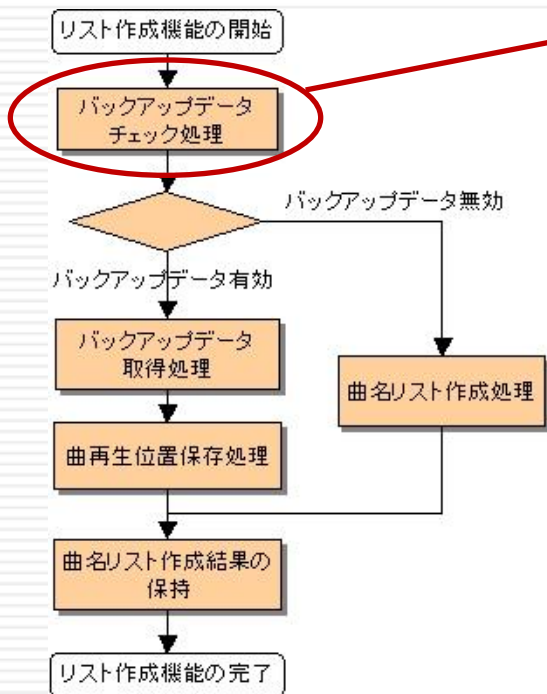 リスト作成機能の開始
バックアップデータ
チェック処理
バックアップデータ無効
バックアップデータ有効
バックアップデータ
取得処理
曲名リスト作成処理
曲再生位置保存処理
曲名リスト作成結果の
保持
リスト作成機能の完了